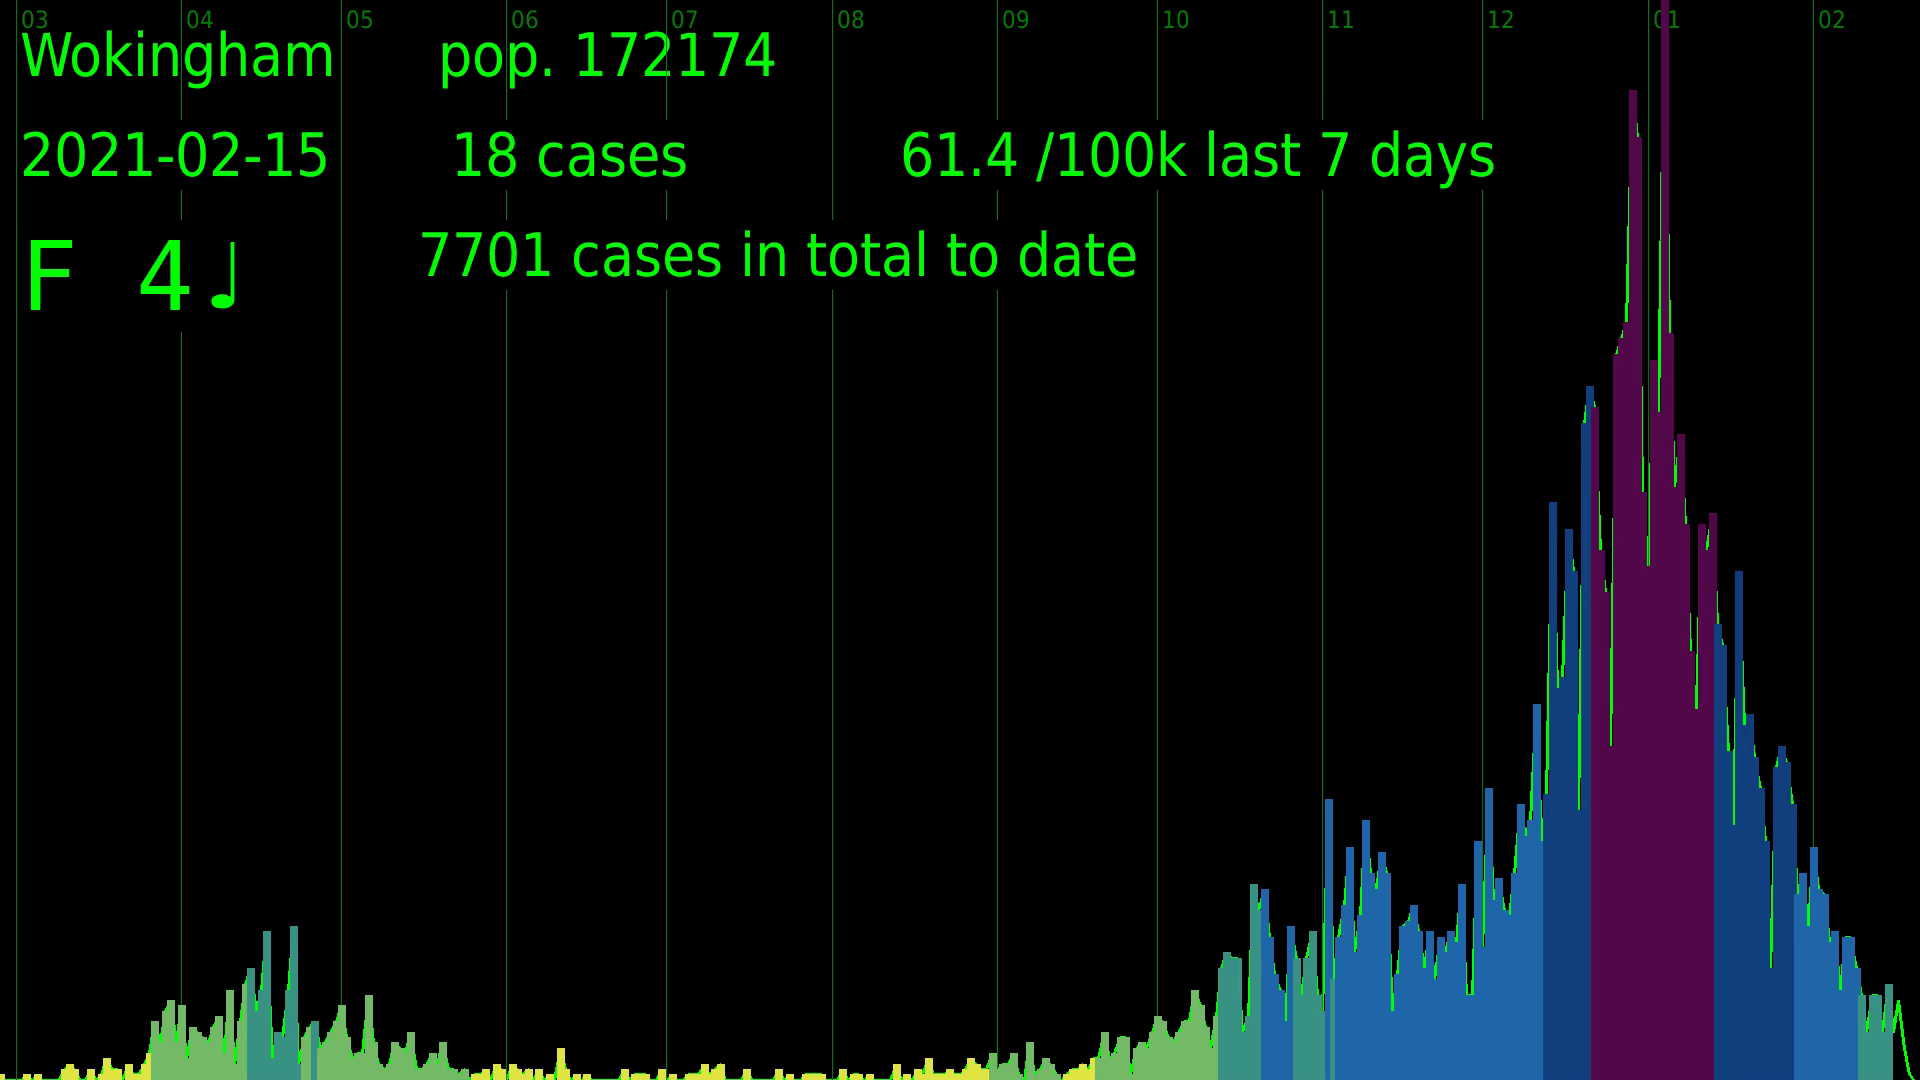 03 04 05 06 07 08 09 10 11 12 01 02
Wokingham pop. 172174
2021-02-15 18 cases 61.4 /100k last 7 days
F 4♩ 7701 cases in total to date